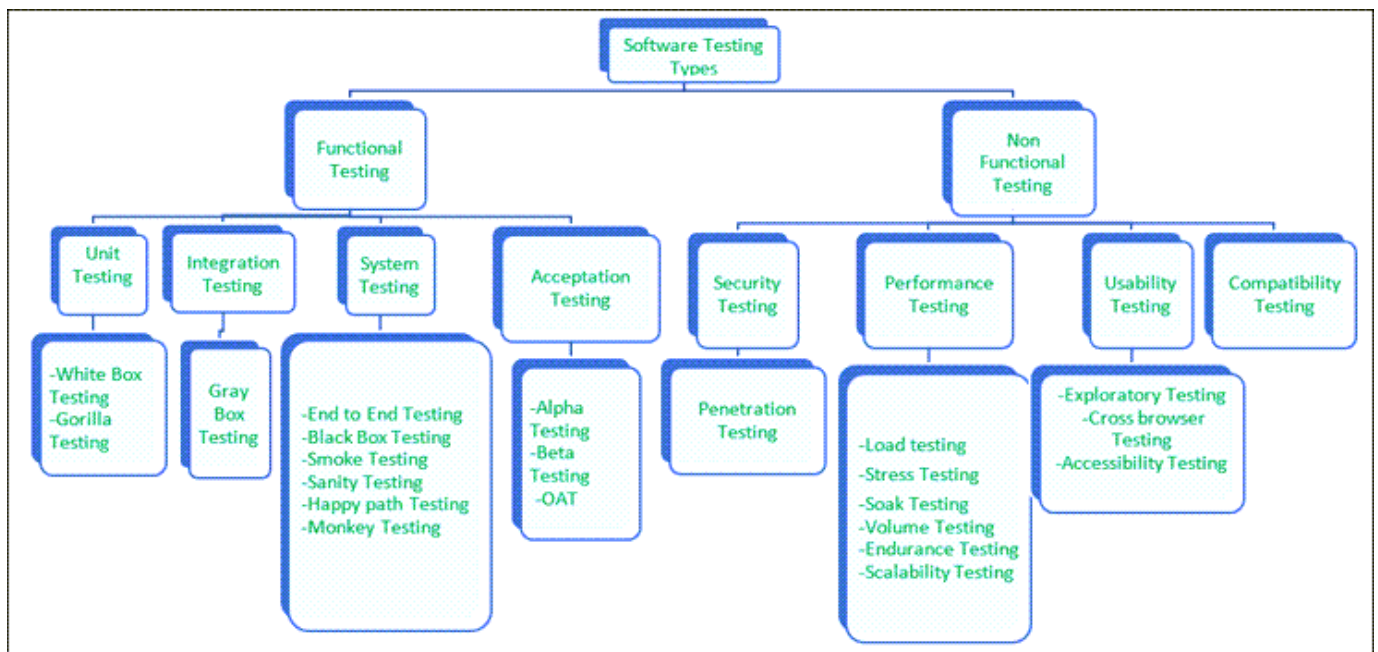 Software Testing
Types
Functional
Testing
Non
Functional
Testing
Unit
Testing
Integration
Testing
System
Testing
Acceptation
Testing
Security
Testing
Performance
Testing
Usability
Testing
Compatibility
Testing
-White Box
Testing
-Gorilla
Testing
Gray
Box
Testing
-End to End Testing
-Black Box Testing
-Smoke Testing
-Sanity Testing
-Happy path Testing
-Monkey Testing
-Alpha
Testing
-Beta
Testing
-OAT
Penetration
Testing
-Load testing
-Stress Testing
-Soak Testing
-Volume Testing
-Endurance Testing
-Scalability Testing
-Exploratory Testing
-Cross browser
Testing
-Accessibility Testing